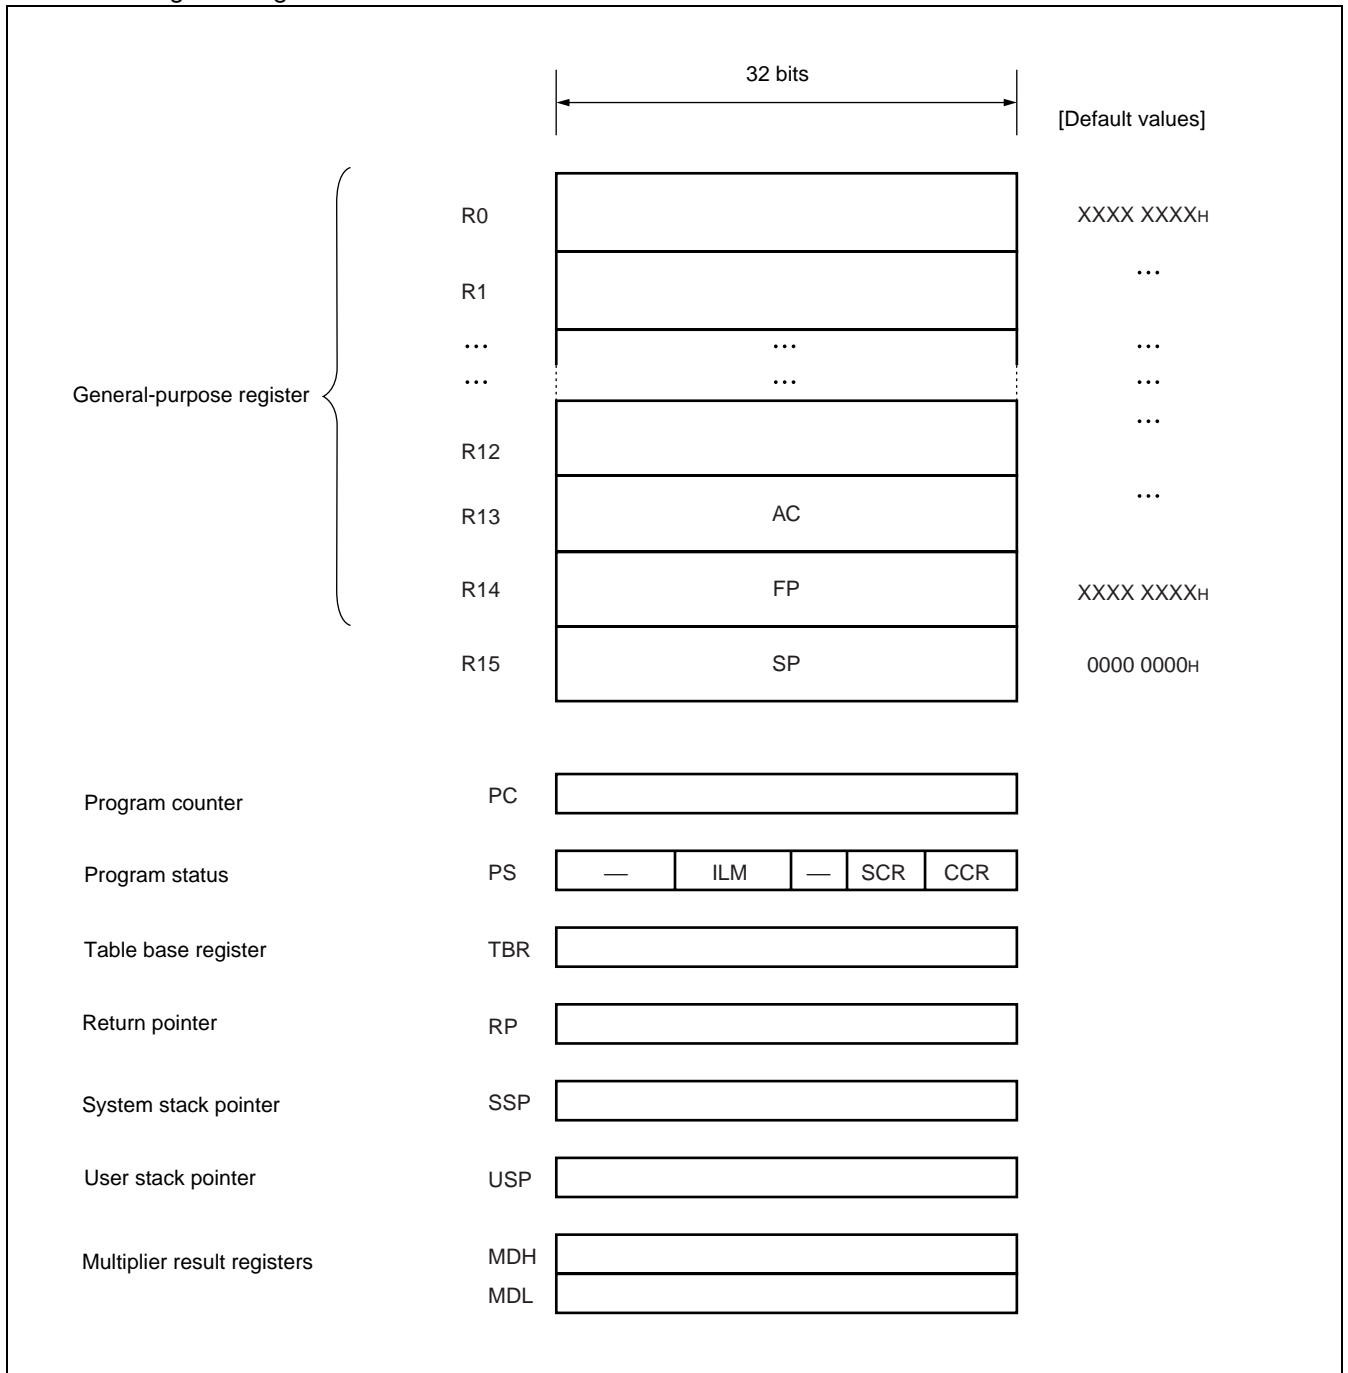 32 bits
[Default values]
R0 XXXX XXXXH
R1 ...
... ... ...
... ... ...
General-purpose register
...
R12
...
R13 AC
R14 FP XXXX XXXXH
R15 SP 0000 0000H
Program counter PC
Program status PS — ILM — SCR CCR
Table base register TBR
Return pointer RP
System stack pointer SSP
User stack pointer USP
Multiplier result registers MDH
MDL